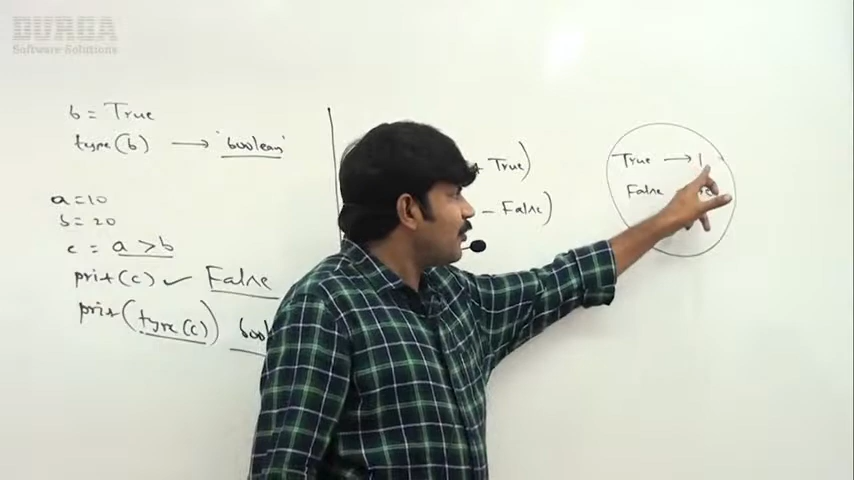 DURGA
Software Solutions
b = True
type(b) → 'boolean'
a = 10
b = 20
c = a > b
print(c) ✓ False
print(type(c))
+ True)
- False)
True → 1
False